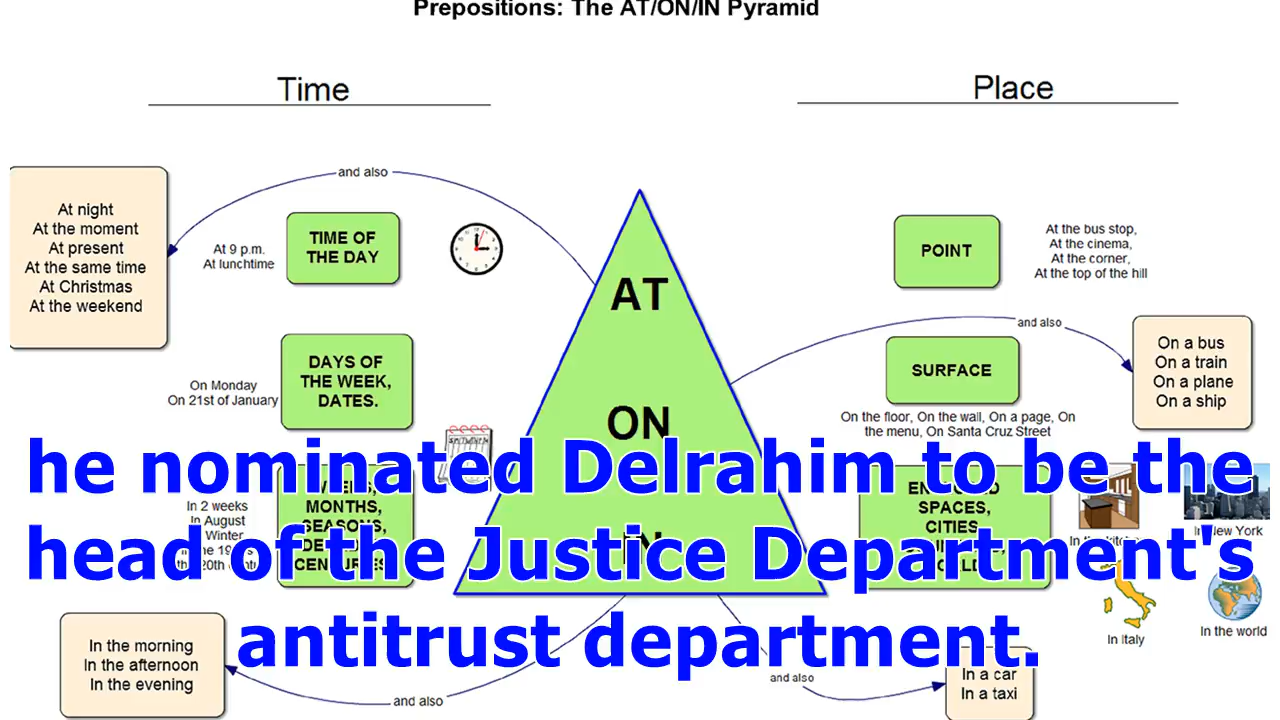 Prepositions: The AT/ON/IN Pyramid
Time
Place
and also
At night
At the moment
At present
At the same time
At Christmas
At the weekend
At 9 p.m.
At lunchtime
TIME OF
THE DAY
AT
POINT
At the bus stop,
At the cinema,
At the corner,
At the top of the hill
and also
On Monday
On 21st of January
DAYS OF
THE WEEK,
DATES.
ON
SURFACE
On the floor, On the wall, On a page, On
the menu, On Santa Cruz Street
On a bus
On a train
On a plane
On a ship
he nominated Delrahim to be the
head of the Justice Department's
antitrust department.
In 2 weeks
In August
Winter
MONTHS,
SEASONS,
SPACES,
CITIES
In New York
In Italy
In the world
In the morning
In the afternoon
In the evening
and also
and also
In a car
In a taxi